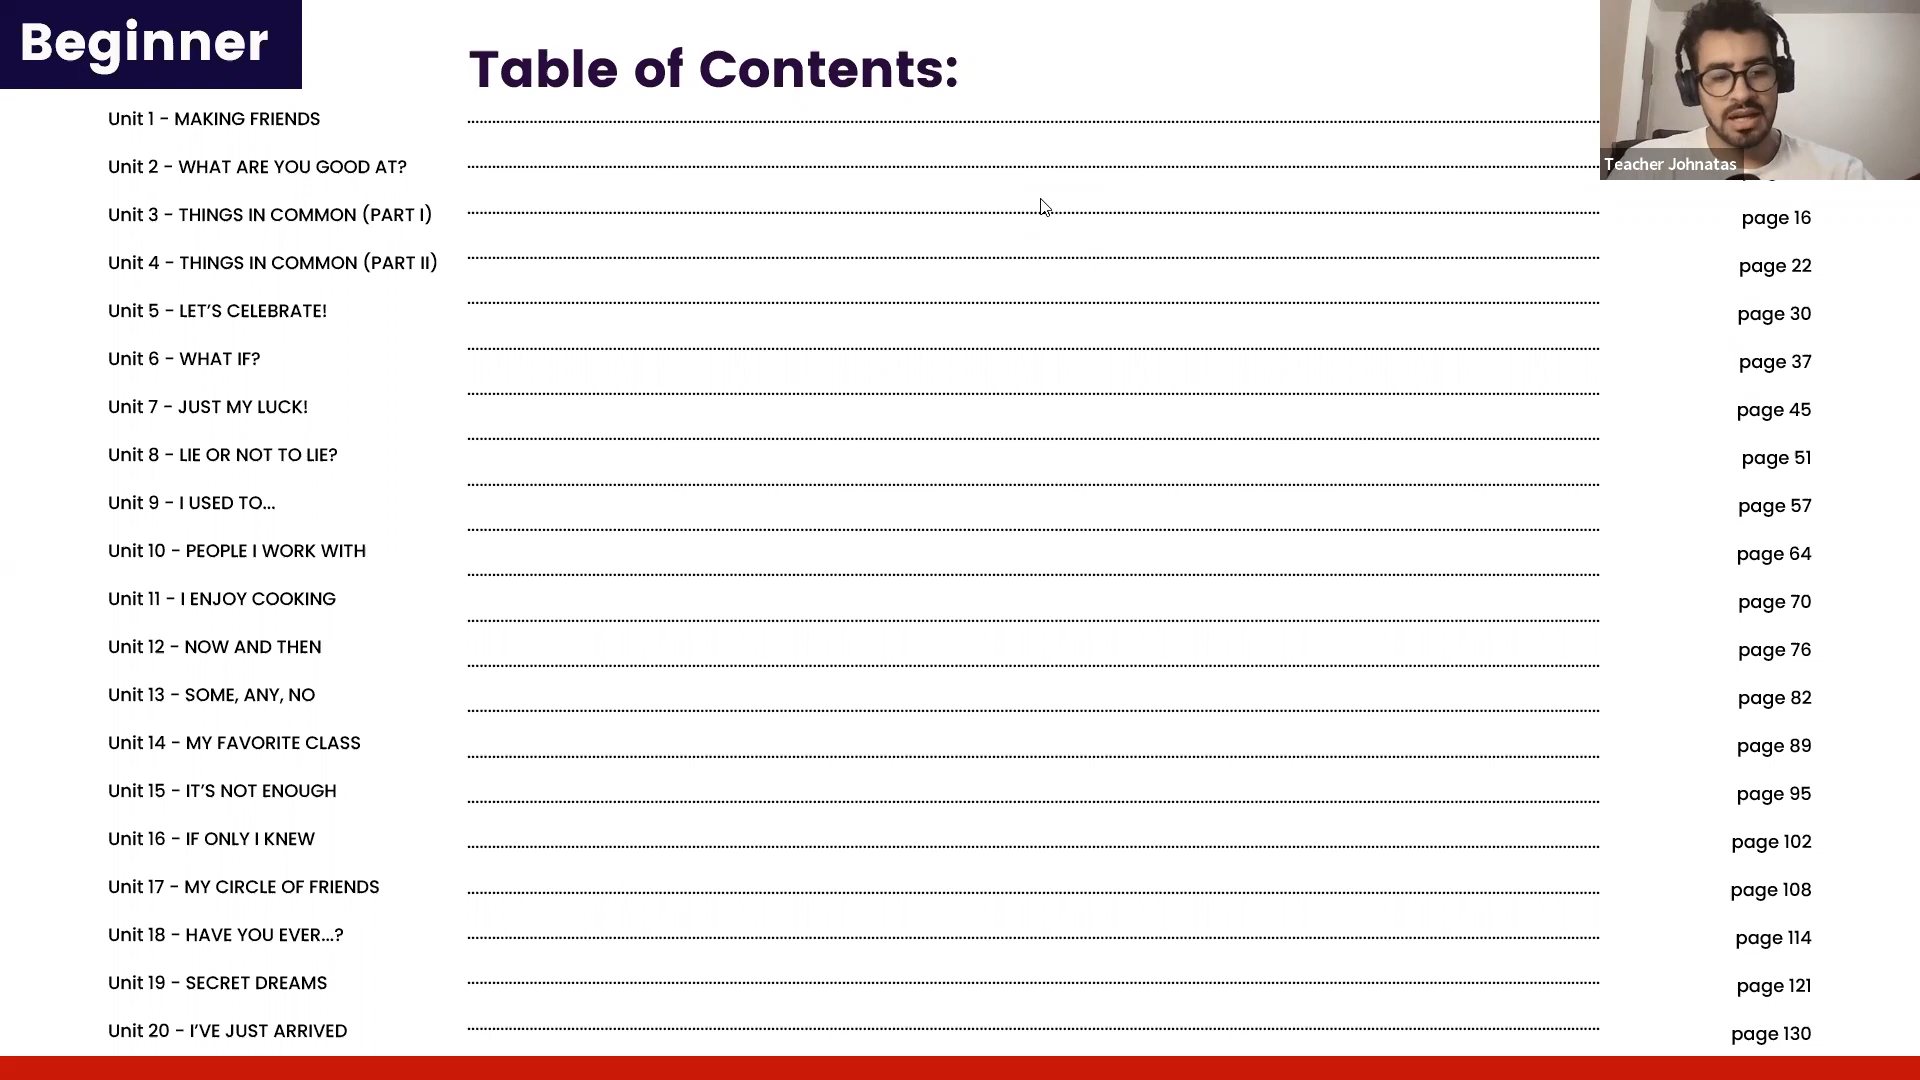 Beginner
Table of Contents:
Unit 1 - MAKING FRIENDS
Unit 2 - WHAT ARE YOU GOOD AT?
Teacher Johnatas
Unit 3 - THINGS IN COMMON (PART I) page 16
Unit 4 - THINGS IN COMMON (PART II) page 22
Unit 5 - LET'S CELEBRATE! page 30
Unit 6 - WHAT IF? page 37
Unit 7 - JUST MY LUCK! page 45
Unit 8 - LIE OR NOT TO LIE? page 51
Unit 9 - I USED TO... page 57
Unit 10 - PEOPLE I WORK WITH page 64
Unit 11 - I ENJOY COOKING page 70
Unit 12 - NOW AND THEN page 76
Unit 13 - SOME, ANY, NO page 82
Unit 14 - MY FAVORITE CLASS page 89
Unit 15 - IT'S NOT ENOUGH page 95
Unit 16 - IF ONLY I KNEW page 102
Unit 17 - MY CIRCLE OF FRIENDS page 108
Unit 18 - HAVE YOU EVER...? page 114
Unit 19 - SECRET DREAMS page 121
Unit 20 - I'VE JUST ARRIVED page 130